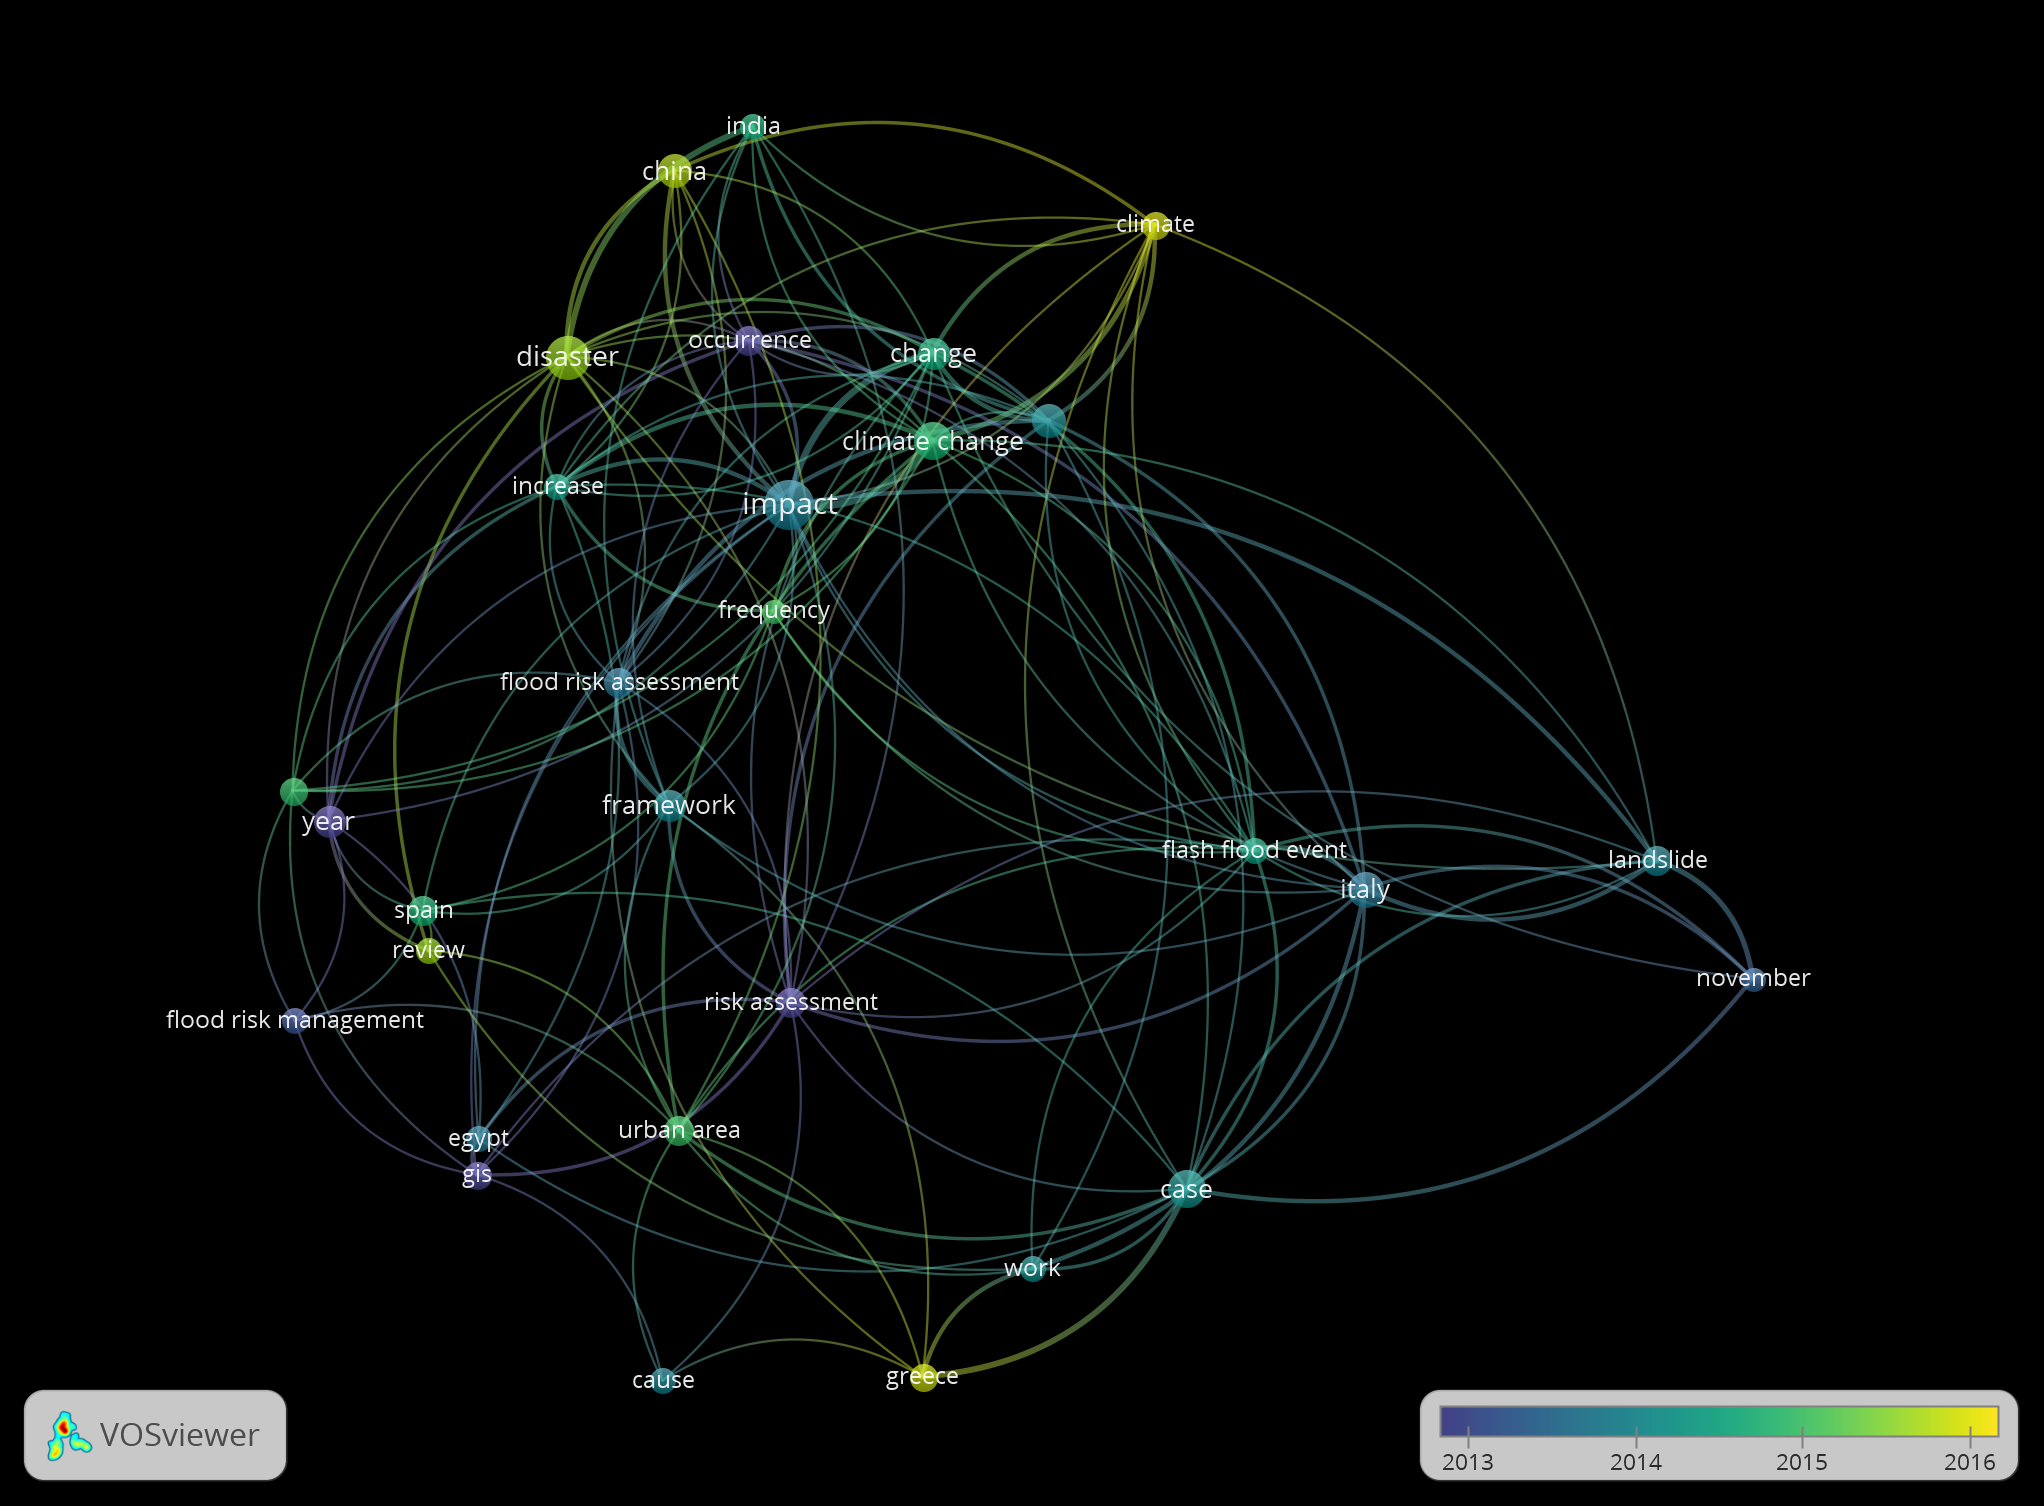 india
china
climate
occurrence
change
disaster
climate change
increase
impact
frequency
flood risk assessment
framework
year
flash flood event
landslide
italy
spain
review
november
risk assessment
flood risk management
urban area
egypt
gis
case
work
cause
greece
VOSviewer
2013 2014 2015 2016